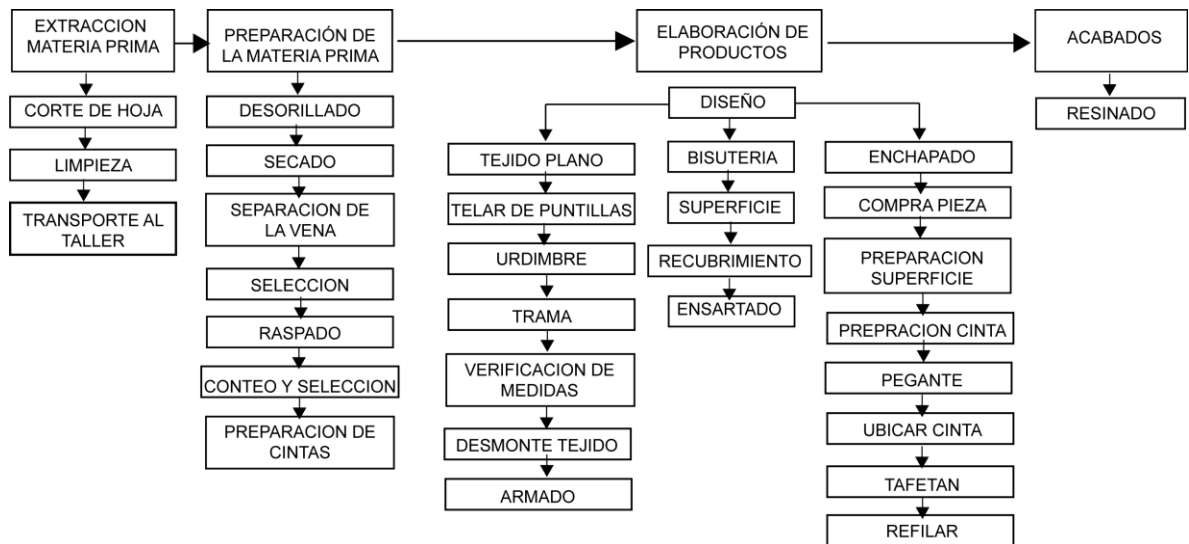 EXTRACCION
MATERIA PRIMA
CORTE DE HOJA
LIMPIEZA
TRANSPORTE AL
TALLER
PREPARACIÓN DE
LA MATERIA PRIMA
DESORILLADO
SECADO
SEPARACION DE
LA VENA
SELECCION
RASPADO
CONTEO Y SELECCION
PREPARACION DE
CINTAS
ELABORACIÓN DE
PRODUCTOS
DISEÑO
TEJIDO PLANO
TELAR DE PUNTILLAS
URDIMBRE
TRAMA
VERIFICACION DE
MEDIDAS
DESMONTE TEJIDO
ARMADO
BISUTERIA
SUPERFICIE
RECUBRIMIENTO
ENSARTADO
ENCHAPADO
COMPRA PIEZA
PREPARACION
SUPERFICIE
PREPRACION CINTA
PEGANTE
UBICAR CINTA
TAFETAN
REFILAR
ACABADOS
RESINADO